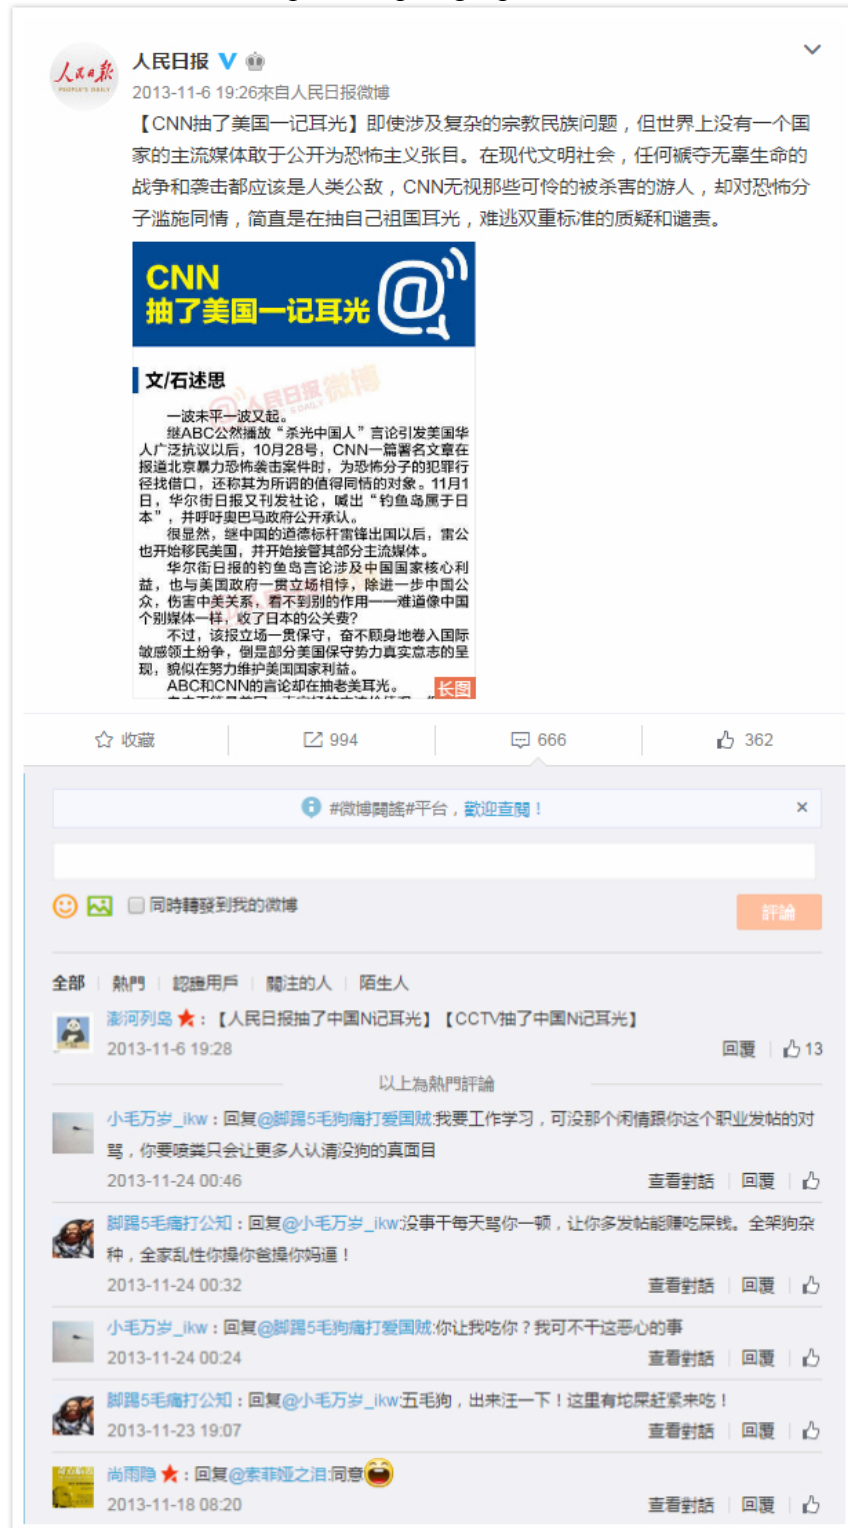 人民日報
PEOPLE'S DAILY
人民日报
2013-11-6 19:26來自人民日报微博
【CNN抽了美国一记耳光】即使涉及复杂的宗教民族问题，但世界上没有一个国
家的主流媒体敢于公开为恐怖主义张目。在现代文明社会，任何褫夺无辜生命的
战争和袭击都应该是人类公敌，CNN无视那些可怜的被杀害的游人，却对恐怖分
子滥施同情，简直是在抽自己祖国耳光，难逃双重标准的质疑和谴责。
CNN
抽了美国一记耳光
文/石述思
一波未平一波又起。
继ABC公然播放“杀光中国人”言论引发美国华
人广泛抗议以后，10月28号，CNN一篇署名文章在
报道北京暴力恐怖袭击案件时，为恐怖分子的犯罪行
径找借口，还称其为所谓的值得同情的对象。11月1
日，华尔街日报又刊发社论，喊出“钓鱼岛属于日
本”，并呼吁奥巴马政府公开承认。
很显然，继中国的道德标杆雷锋出国以后，雷公
也开始移民美国，并开始接管其部分主流媒体。
华尔街日报的钓鱼岛言论涉及中国国家核心利
益，也与美国政府一贯立场相悖，除进一步中国公
众，伤害中美关系，看不到别的作用——难道像中国
个别媒体一样，收了日本的公关费？
不过，该报立场一贯保守，奋不顾身地卷入国际
敏感领土纷争，倒是部分美国保守势力真实意志的呈
现，貌似在努力维护美国国家利益。
ABC和CNN的言论却在抽老美耳光。
长图
收藏 994 666 362
#微博闢謠#平台，歡迎查閱！ ×
同時轉發到我的微博 評論
全部 熱門 認證用戶 關注的人 陌生人
澎河列岛：【人民日报抽了中国N记耳光】【CCTV抽了中国N记耳光】
2013-11-6 19:28 回覆 13
以上為熱門評論
小毛万岁_ikw：回复@脚踢5毛狗痛打爱国贼:我要工作学习，可没那个闲情跟你这个职业发帖的对
骂，你要喷粪只会让更多人认清没狗的真面目
2013-11-24 00:46 查看對話 回覆
脚踢5毛痛打公知：回复@小毛万岁_ikw:没事干每天骂你一顿，让你多发帖能赚吃屎钱。全架狗杂
种，全家乱性你操你爸操你妈逼！
2013-11-24 00:32 查看對話 回覆
小毛万岁_ikw：回复@脚踢5毛狗痛打爱国贼:你让我吃你？我可不干这恶心的事
2013-11-24 00:24 查看對話 回覆
脚踢5毛痛打公知：回复@小毛万岁_ikw:五毛狗，出来汪一下！这里有坨屎赶紧来吃！
2013-11-23 19:07 查看對話 回覆
尚雨隐：回复@索菲娅之泪:同意
2013-11-18 08:20 查看對話 回覆